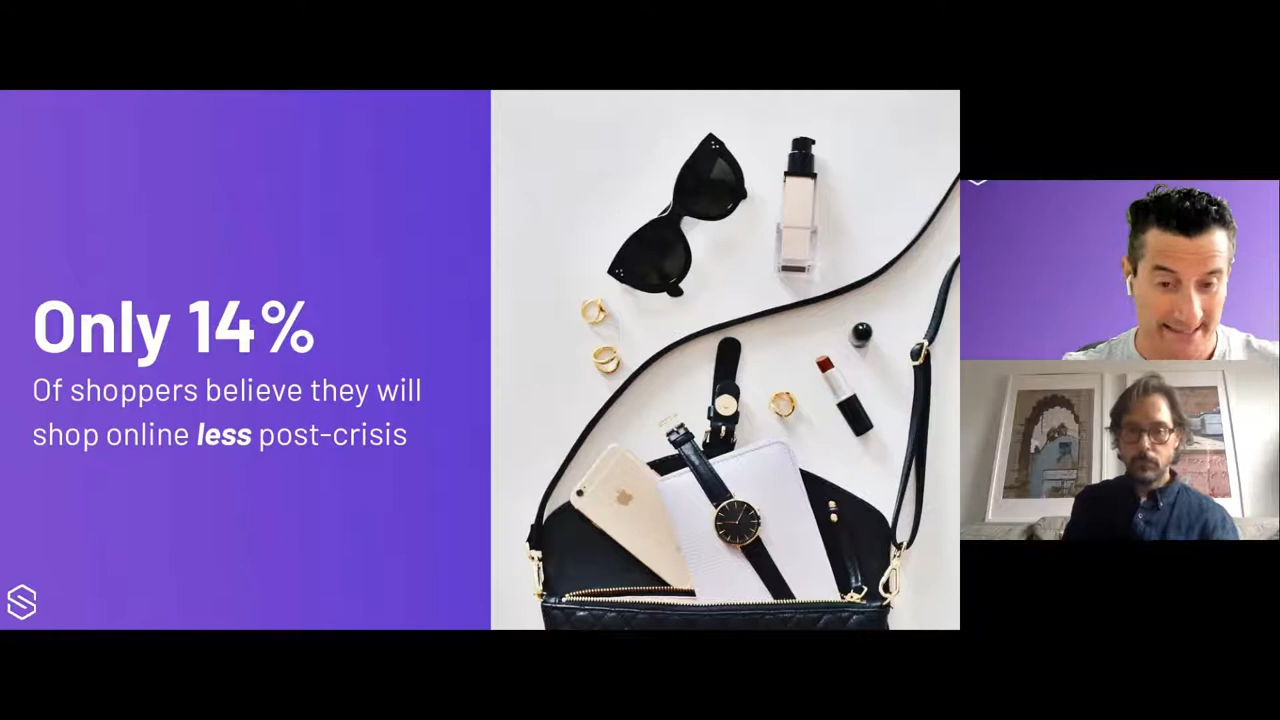 Only 14%
Of shoppers believe they will
shop online less post-crisis